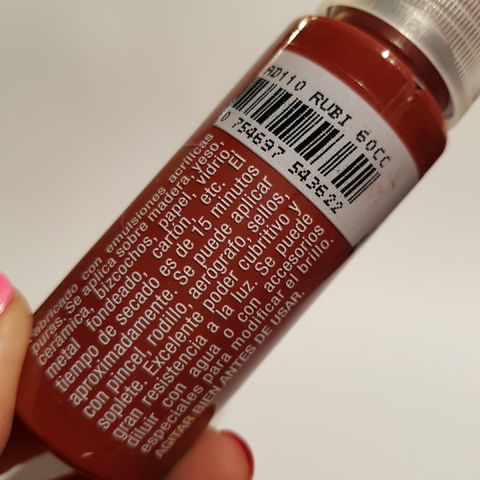 AD110 RUBI 60CC
0 754697 543622
Fabricado con emulsiones acrílicas
puras. Se aplica sobre madera, yeso,
cerámica, bizcochos, Papel, vidrio,
metal fondeado, cartón, etc. El
tiempo de secado es de 15 minutos
aproximadamente. Se puede aplicar
con pincel, rodillo, aerógrafo, sellos y
soplete. Excelente poder cubritivo y
gran resistencia a la luz. Se puede
diluir con agua o con accesorios
especiales para modificar el brillo.
AGITAR BIEN ANTES DE USAR.